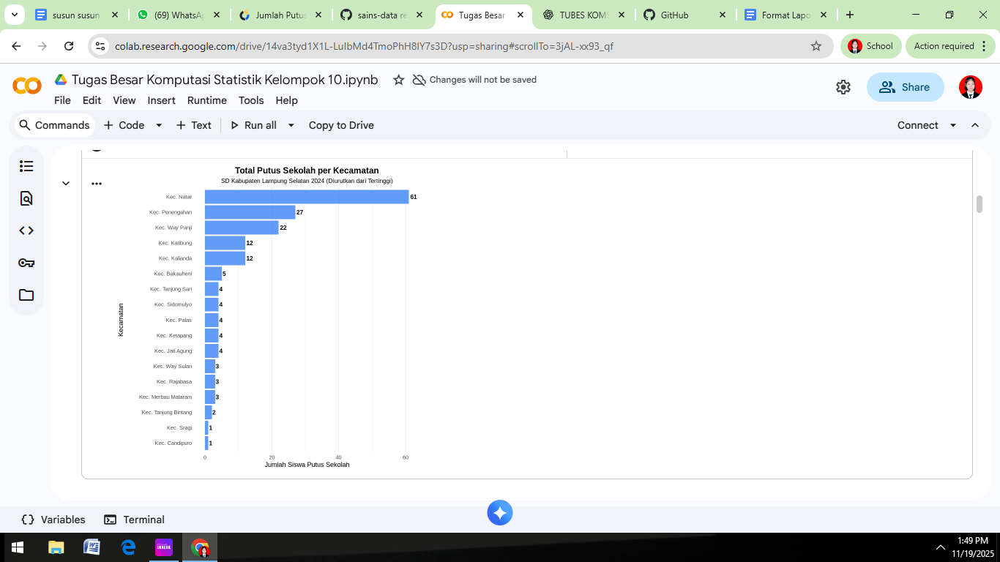 susun susun
(69) WhatsA
Jumlah Putus
sains-data re
Tugas Besar
TUBES KOMS
GitHub
Format Lapo
colab.research.google.com/drive/14va3tyd1X1L-LuIbMd4TmoPhH8IY7s3D?usp=sharing#scrollTo=3jAL-xx93_qf
School
Action required
Tugas Besar Komputasi Statistik Kelompok 10.ipynb
Changes will not be saved
Share
File Edit View Insert Runtime Tools Help
Commands + Code + Text Run all Copy to Drive
Connect
Total Putus Sekolah per Kecamatan
SD Kabupaten Lampung Selatan 2024 (Diurutkan dari Tertinggi)
Kecamatan
Kec. Natar 61
Kec. Penengahan 27
Kec. Way Panji 22
Kec. Katibung 12
Kec. Kalianda 12
Kec. Bakauheni 5
Kec. Tanjung Sari 4
Kec. Sidomulyo 4
Kec. Palas 4
Kec. Ketapang 4
Kec. Jati Agung 4
Kec. Way Sulan 3
Kec. Rajabasa 3
Kec. Merbau Mataram 3
Kec. Tanjung Bintang 2
Kec. Sragi 1
Kec. Candipuro 1
0 20 40 60
Jumlah Siswa Putus Sekolah
Variables Terminal
1:49 PM
11/19/2025